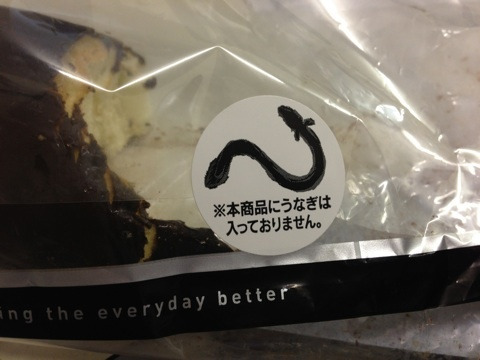 ※本商品にうなぎは
入っておりません。
ing the everyday better